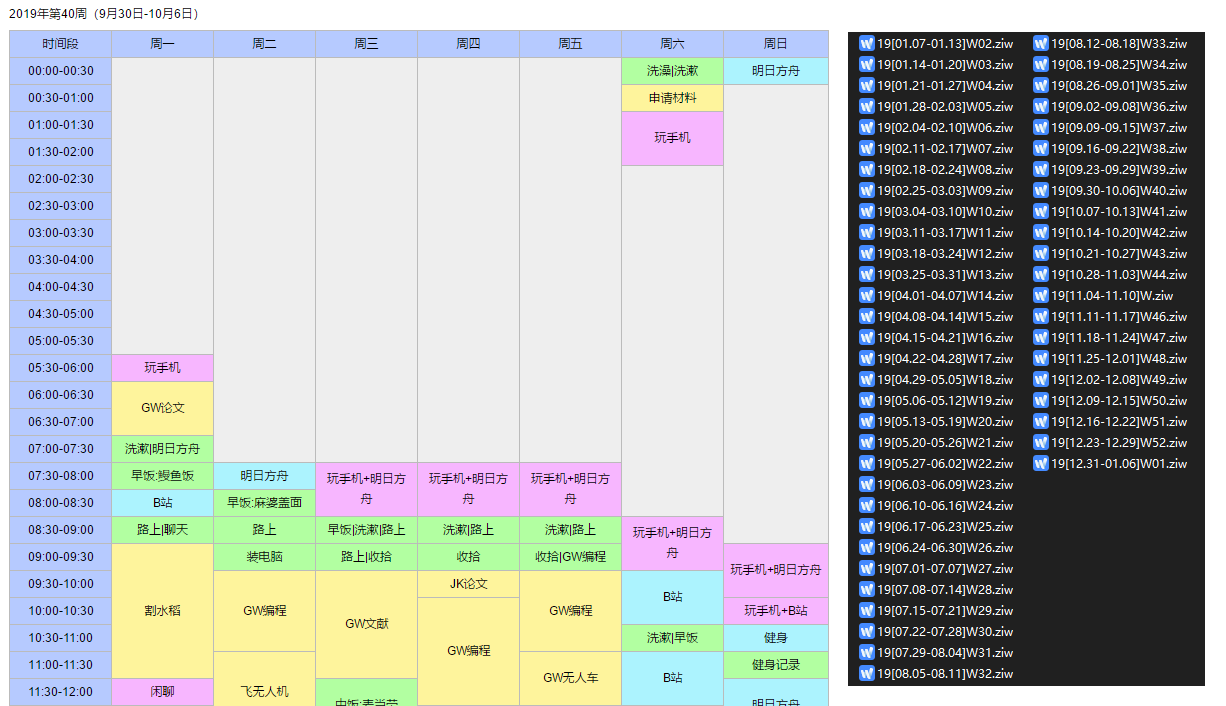 2019年第40周（9月30日-10月6日）
时间段 周一 周二 周三 周四 周五 周六 周日
00:00-00:30 洗澡|洗漱 明日方舟
00:30-01:00 申请材料
01:00-01:30
玩手机
01:30-02:00
02:00-02:30
02:30-03:00
03:00-03:30
03:30-04:00
04:00-04:30
04:30-05:00
05:00-05:30
05:30-06:00 玩手机
06:00-06:30
GW论文
06:30-07:00
07:00-07:30 洗漱|明日方舟
07:30-08:00 早饭:鳗鱼饭 明日方舟 玩手机+明日方舟 玩手机+明日方舟 玩手机+明日方舟
08:00-08:30 B站 早饭:麻婆盖面
08:30-09:00 路上|聊天 路上 早饭|洗漱|路上 洗漱|路上 洗漱|路上 玩手机+明日方舟
09:00-09:30 装电脑 路上|收拾 收拾 收拾|GW编程 玩手机+明日方舟
09:30-10:00 JK论文 B站
10:00-10:30 割水稻 GW编程 GW文献 GW编程 玩手机+B站
10:30-11:00 GW编程 洗漱|早饭 健身
11:00-11:30 GW无人车 B站 健身记录
11:30-12:00 闲聊 飞无人机 中饭:麦当劳 明日方舟
19[01.07-01.13]W02.ziw
19[01.14-01.20]W03.ziw
19[01.21-01.27]W04.ziw
19[01.28-02.03]W05.ziw
19[02.04-02.10]W06.ziw
19[02.11-02.17]W07.ziw
19[02.18-02.24]W08.ziw
19[02.25-03.03]W09.ziw
19[03.04-03.10]W10.ziw
19[03.11-03.17]W11.ziw
19[03.18-03.24]W12.ziw
19[03.25-03.31]W13.ziw
19[04.01-04.07]W14.ziw
19[04.08-04.14]W15.ziw
19[04.15-04.21]W16.ziw
19[04.22-04.28]W17.ziw
19[04.29-05.05]W18.ziw
19[05.06-05.12]W19.ziw
19[05.13-05.19]W20.ziw
19[05.20-05.26]W21.ziw
19[05.27-06.02]W22.ziw
19[06.03-06.09]W23.ziw
19[06.10-06.16]W24.ziw
19[06.17-06.23]W25.ziw
19[06.24-06.30]W26.ziw
19[07.01-07.07]W27.ziw
19[07.08-07.14]W28.ziw
19[07.15-07.21]W29.ziw
19[07.22-07.28]W30.ziw
19[07.29-08.04]W31.ziw
19[08.05-08.11]W32.ziw
19[08.12-08.18]W33.ziw
19[08.19-08.25]W34.ziw
19[08.26-09.01]W35.ziw
19[09.02-09.08]W36.ziw
19[09.09-09.15]W37.ziw
19[09.16-09.22]W38.ziw
19[09.23-09.29]W39.ziw
19[09.30-10.06]W40.ziw
19[10.07-10.13]W41.ziw
19[10.14-10.20]W42.ziw
19[10.21-10.27]W43.ziw
19[10.28-11.03]W44.ziw
19[11.04-11.10]W.ziw
19[11.11-11.17]W46.ziw
19[11.18-11.24]W47.ziw
19[11.25-12.01]W48.ziw
19[12.02-12.08]W49.ziw
19[12.09-12.15]W50.ziw
19[12.16-12.22]W51.ziw
19[12.23-12.29]W52.ziw
19[12.31-01.06]W01.ziw